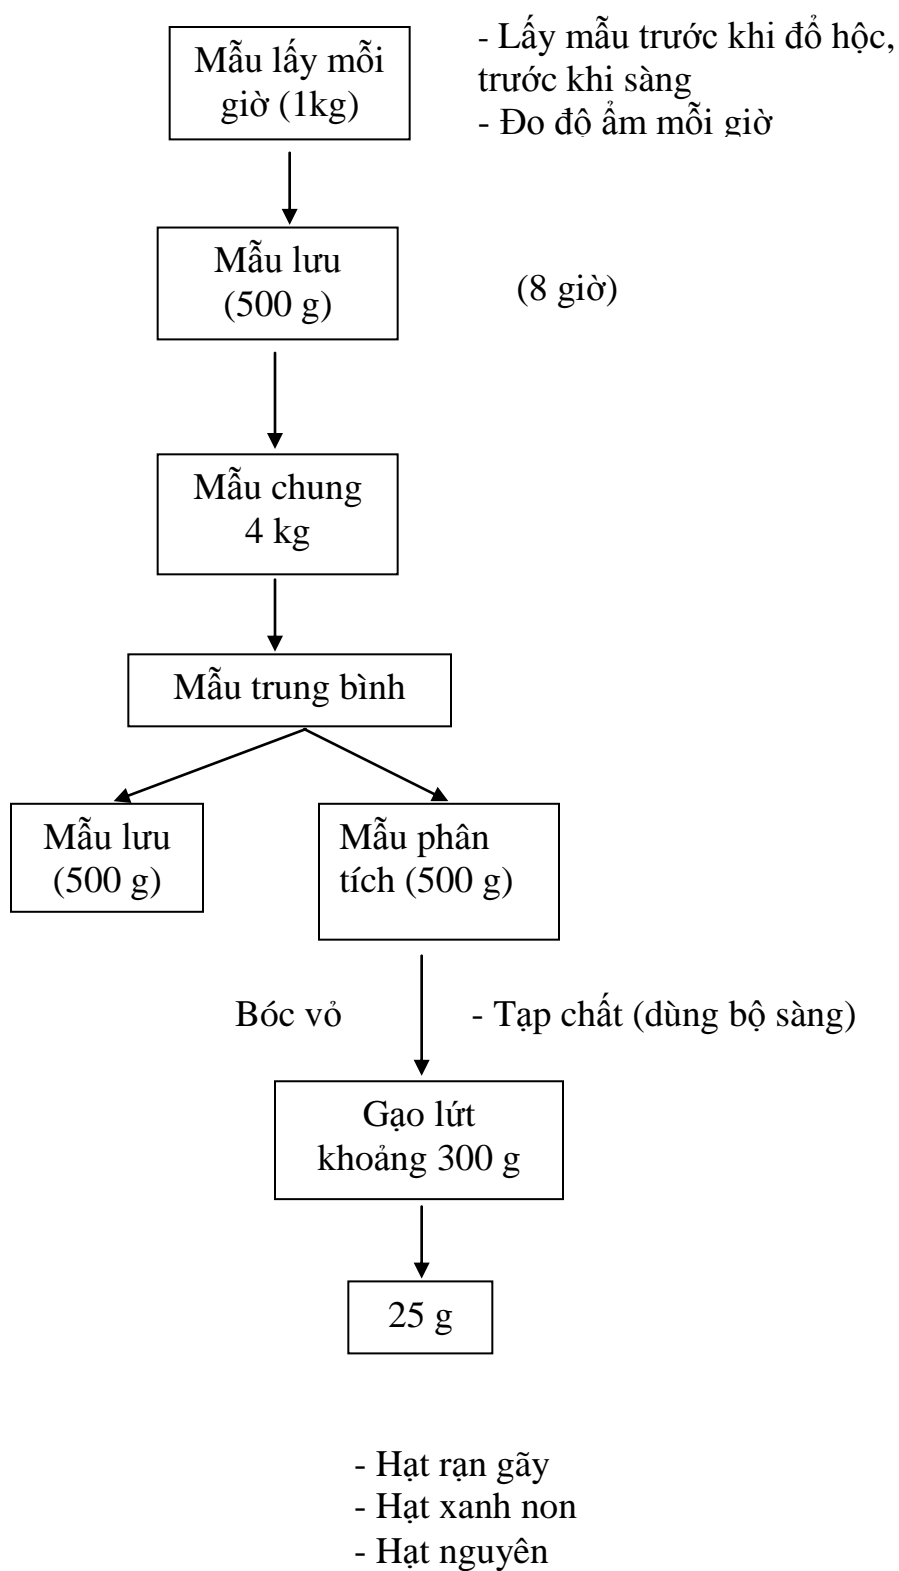 Mẫu lấy mỗi
giờ (1kg)
- Lấy mẫu trước khi đổ hộc,
trước khi sàng
- Đo độ ẩm mỗi giờ
Mẫu lưu
(500 g)
(8 giờ)
Mẫu chung
4 kg
Mẫu trung bình
Mẫu lưu
(500 g)
Mẫu phân
tích (500 g)
Bóc vỏ
- Tạp chất (dùng bộ sàng)
Gạo lứt
khoảng 300 g
25 g
- Hạt rạn gãy
- Hạt xanh non
- Hạt nguyên